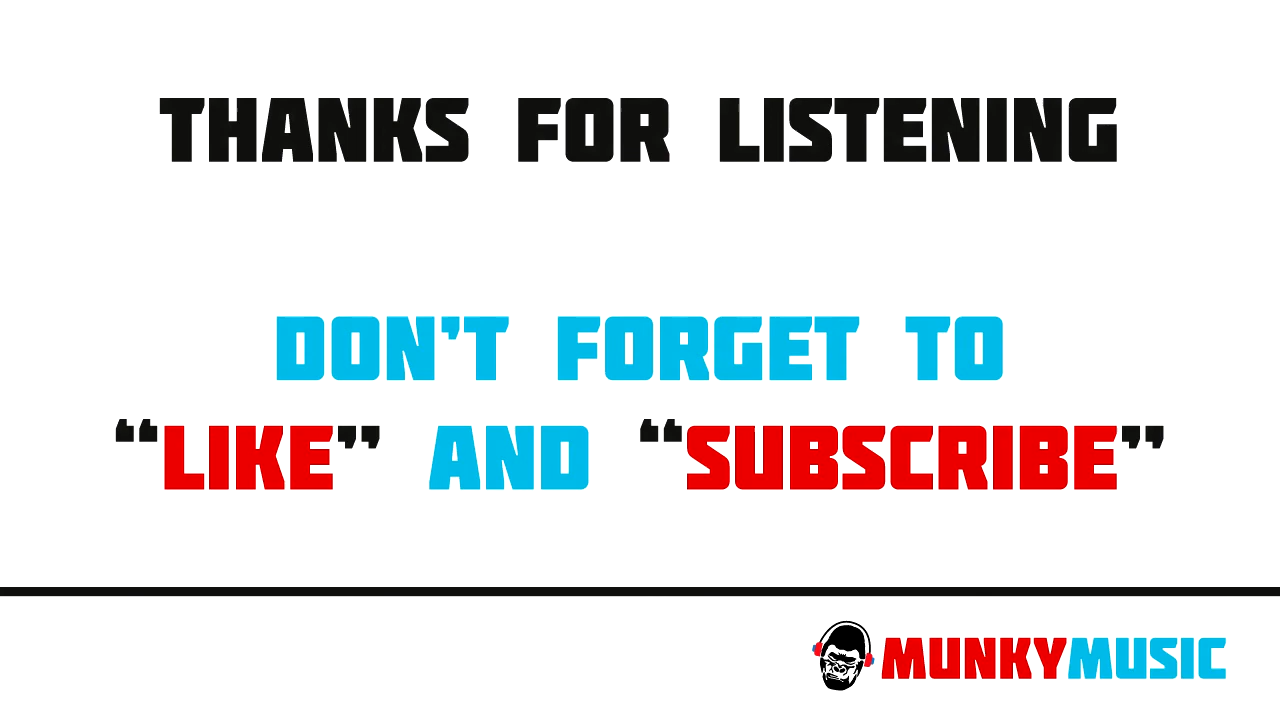 THANKS FOR LISTENING
DON'T FORGET TO
“LIKE” AND “SUBSCRIBE”
MUNKYMUSIC